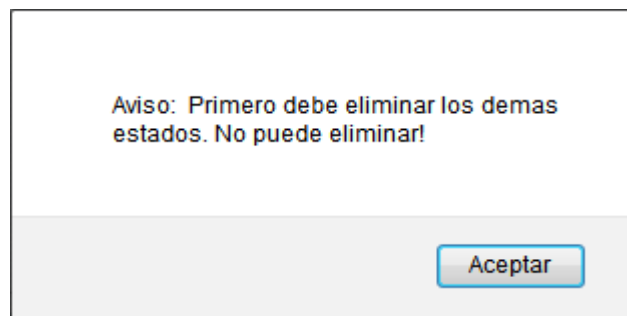 Aviso:  Primero debe eliminar los demas
estados. No puede eliminar!
Aceptar